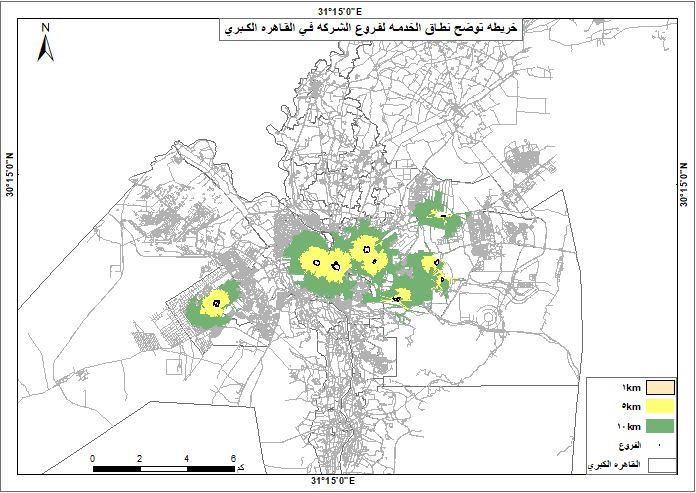 31°15'0"E
خريطه توضح نطاق الخدمه لفروع الشركه في القاهره الكبري
N
30°15'0"N
30°15'0"N
١km
٥km
١٠km
الفروع
القاهره الكبري
0 2 4 6
كم
31°15'0"E